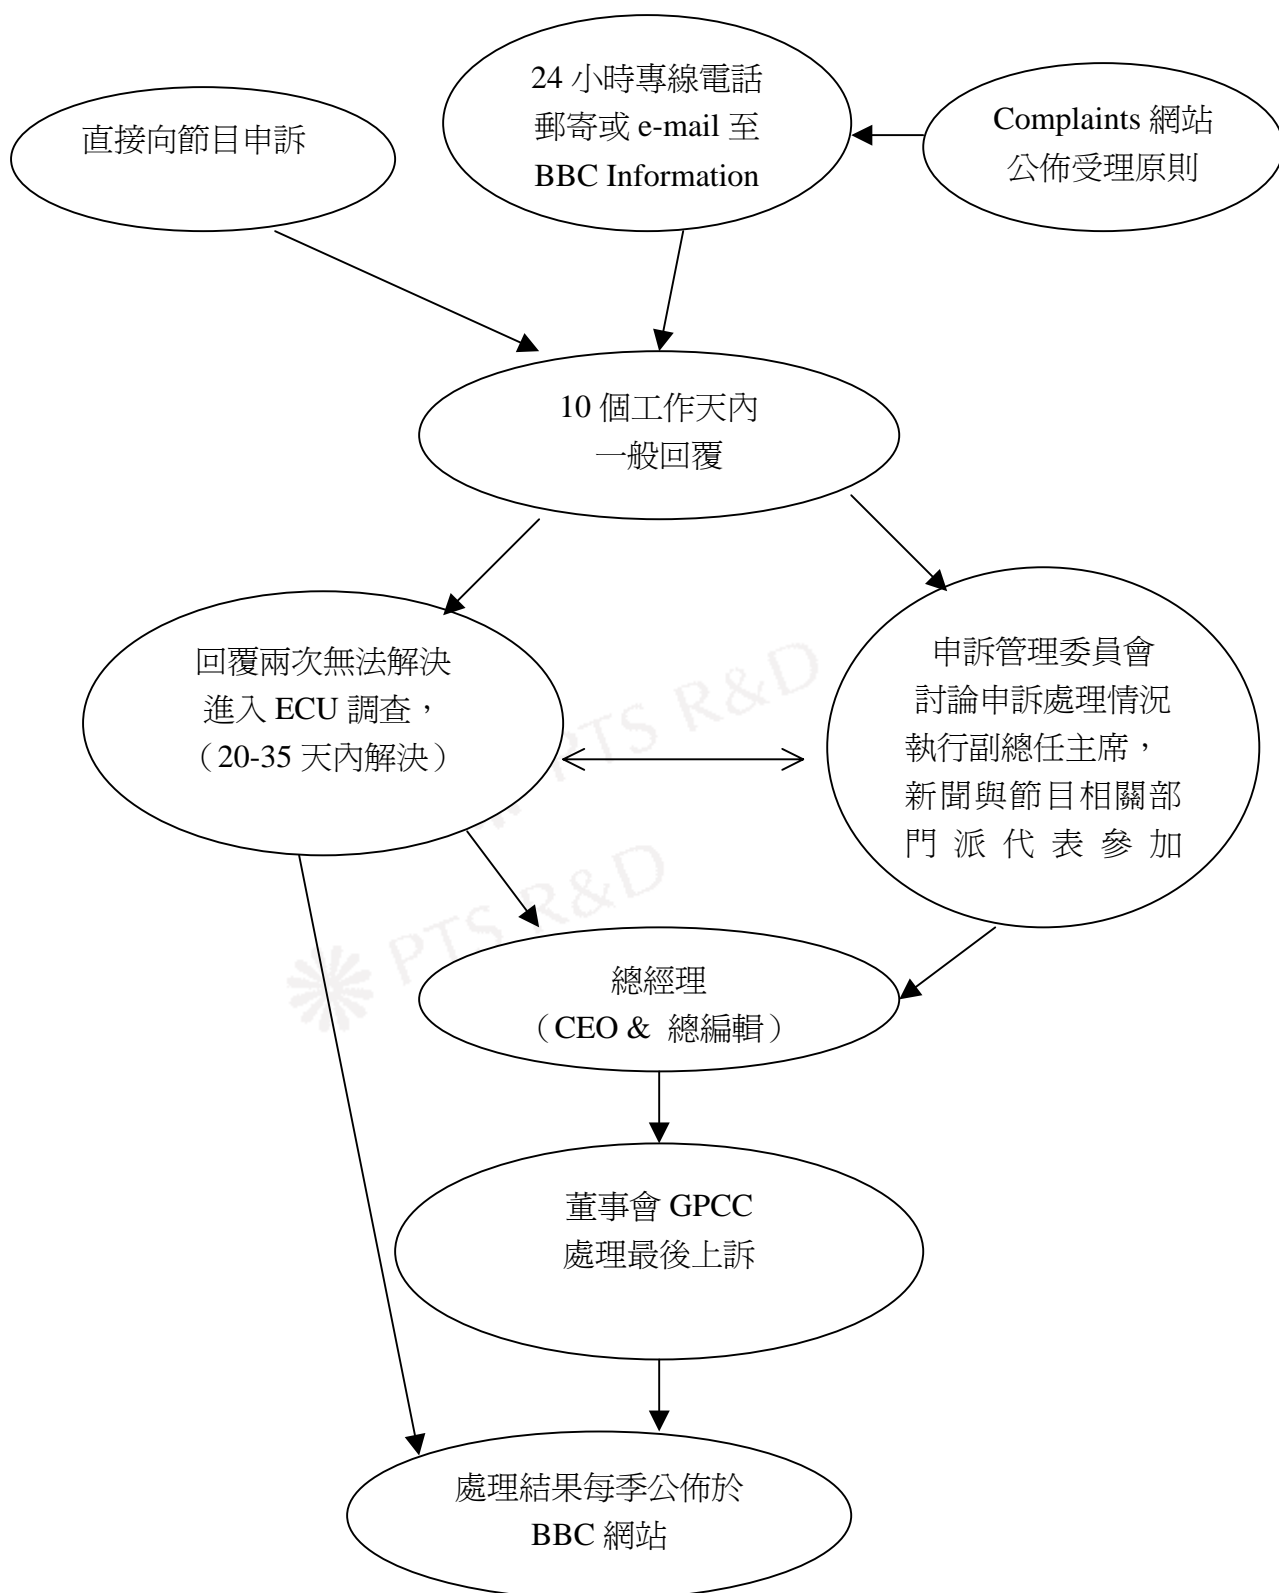 直接向節目申訴
24 小時專線電話
郵寄或 e-mail 至
BBC Information
Complaints 網站
公佈受理原則
10 個工作天內
一般回覆
回覆兩次無法解決
進入 ECU 調查，
（20-35 天內解決）
申訴管理委員會
討論申訴處理情況
執行副總任主席，
新聞與節目相關部
門派代表參加
PTS R&D
PTS R&D
總經理
（CEO & 總編輯）
董事會 GPCC
處理最後上訴
處理結果每季公佈於
BBC 網站